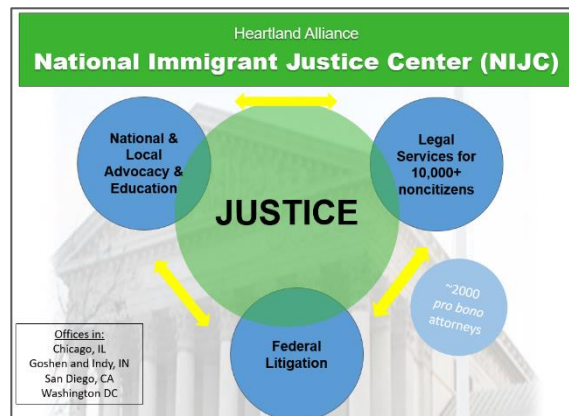 Heartland Alliance
National Immigrant Justice Center (NIJC)
National &
Local
Advocacy &
Education
Legal
Services for
10,000+
noncitizens
JUSTICE
~2000
pro bono
attorneys
Federal
Litigation
Offices in:
Chicago, IL
Goshen and Indy, IN
San Diego, CA
Washington DC